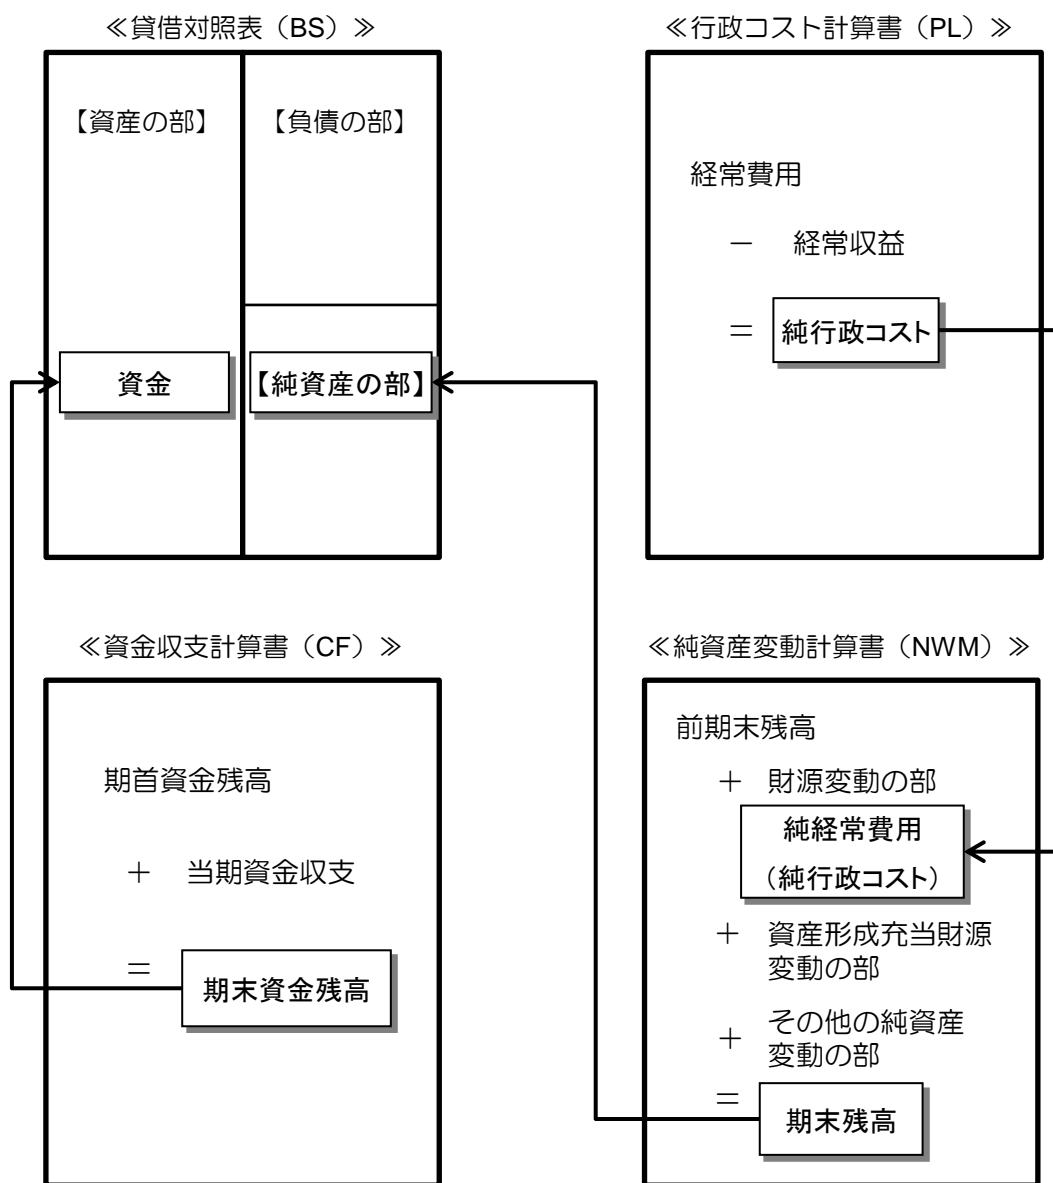 ≪貸借対照表（BS）≫
【資産の部】
【負債の部】
資金
【純資産の部】
≪行政コスト計算書（PL）≫
経常費用
－ 経常収益
＝ 純行政コスト
≪資金収支計算書（CF）≫
期首資金残高
＋ 当期資金収支
＝
期末資金残高
≪純資産変動計算書（NWM）≫
前期末残高
＋ 財源変動の部
純経常費用
（純行政コスト）
＋ 資産形成充当財源
変動の部
＋ その他の純資産
変動の部
＝
期末残高